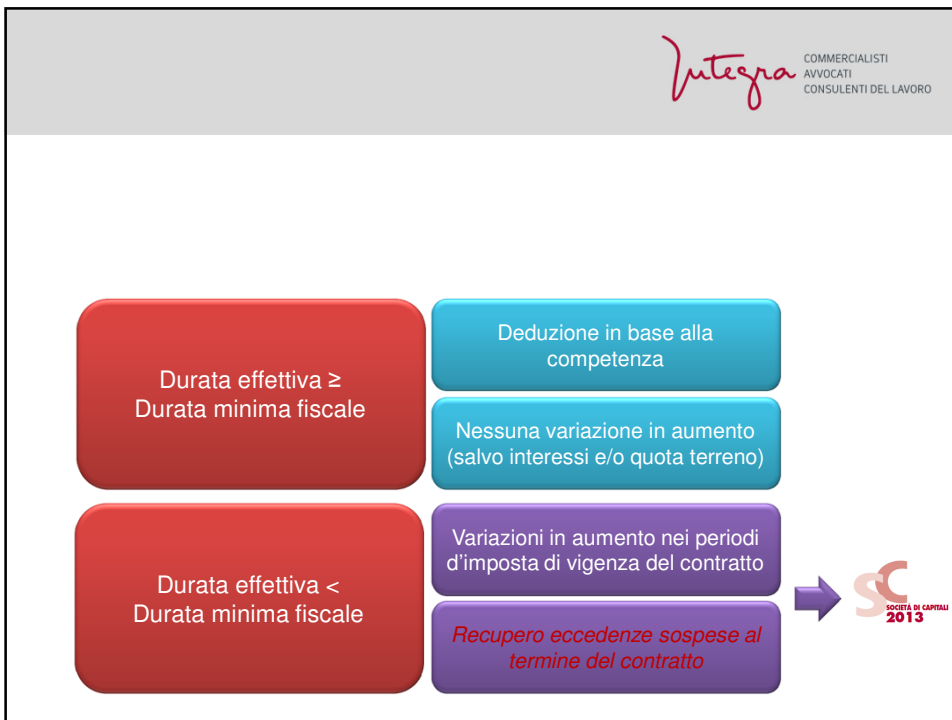 Integra
COMMERCIALISTI
AVVOCATI
CONSULENTI DEL LAVORO
Durata effettiva ≥
Durata minima fiscale
Deduzione in base alla
competenza
Nessuna variazione in aumento
(salvo interessi e/o quota terreno)
Durata effettiva <
Durata minima fiscale
Variazioni in aumento nei periodi
d'imposta di vigenza del contratto
Recupero eccedenze sospese al
termine del contratto
SC
SOCIETÀ DI CAPITALI
2013